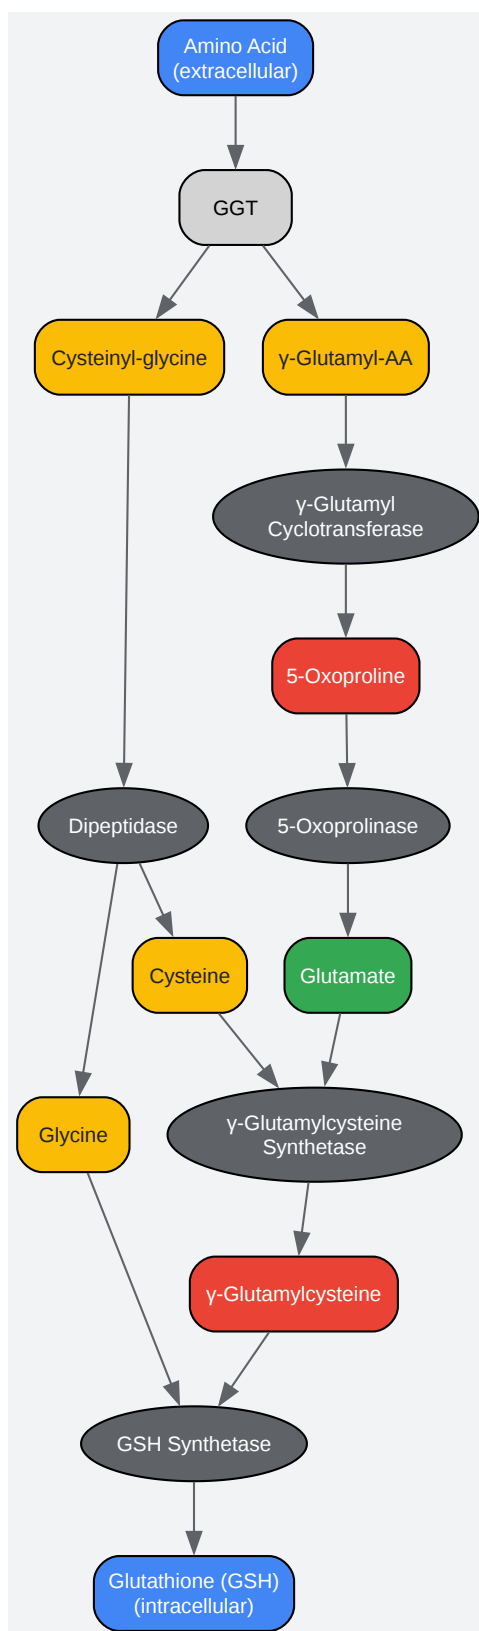 Amino Acid
(extracellular)
GGT
Cysteinyl-glycine
γ-Glutamyl-AA
γ-Glutamyl
Cyclotransferase
5-Oxoproline
Dipeptidase
5-Oxoprolinase
Cysteine
Glutamate
Glycine
γ-Glutamylcysteine
Synthetase
γ-Glutamylcysteine
GSH Synthetase
Glutathione (GSH)
(intracellular)